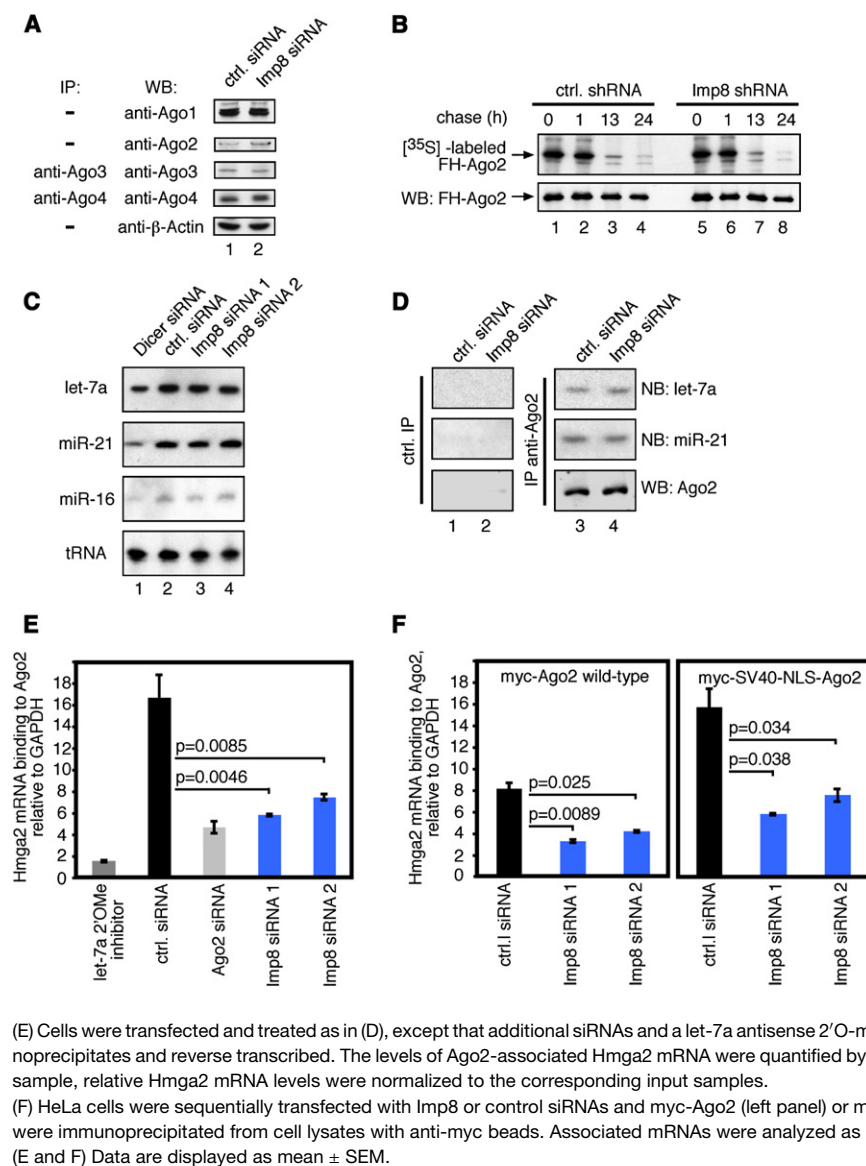 A
ctrl. siRNA
Imp8 siRNA
IP: WB:
– anti-Ago1
– anti-Ago2
anti-Ago3 anti-Ago3
anti-Ago4 anti-Ago4
– anti-β-Actin
1 2
B
ctrl. shRNA Imp8 shRNA
chase (h) 0 1 13 24 0 1 13 24
[³⁵S] -labeled
FH-Ago2
WB: FH-Ago2
1 2 3 4 5 6 7 8
C
Dicer siRNA
ctrl. siRNA
Imp8 siRNA 1
Imp8 siRNA 2
let-7a
miR-21
miR-16
tRNA
1 2 3 4
D
ctrl. siRNA
Imp8 siRNA
ctrl. siRNA
Imp8 siRNA
ctrl. IP
IP anti-Ago2
NB: let-7a
NB: miR-21
WB: Ago2
1 2 3 4
E
Hmga2 mRNA binding to Ago2
relative to GAPDH
18
16
14
12
10
8
6
4
2
0
p=0.0085
p=0.0046
let-7a 2'OMe
inhibitor
ctrl. siRNA
Ago2 siRNA
Imp8 siRNA 1
Imp8 siRNA 2
F
Hmga2 mRNA binding to Ago2,
relative to GAPDH
18
16
14
12
10
8
6
4
2
0
myc-Ago2 wild-type
p=0.025
p=0.0089
ctrl.l siRNA
Imp8 siRNA 1
Imp8 siRNA 2
myc-SV40-NLS-Ago2
p=0.034
p=0.038
ctrl.l siRNA
Imp8 siRNA 1
Imp8 siRNA 2
(E) Cells were transfected and treated as in (D), except that additional siRNAs and a let-7a antisense 2′O-m
noprecipitates and reverse transcribed. The levels of Ago2-associated Hmga2 mRNA were quantified by
sample, relative Hmga2 mRNA levels were normalized to the corresponding input samples.
(F) HeLa cells were sequentially transfected with Imp8 or control siRNAs and myc-Ago2 (left panel) or m
were immunoprecipitated from cell lysates with anti-myc beads. Associated mRNAs were analyzed as
(E and F) Data are displayed as mean ± SEM.